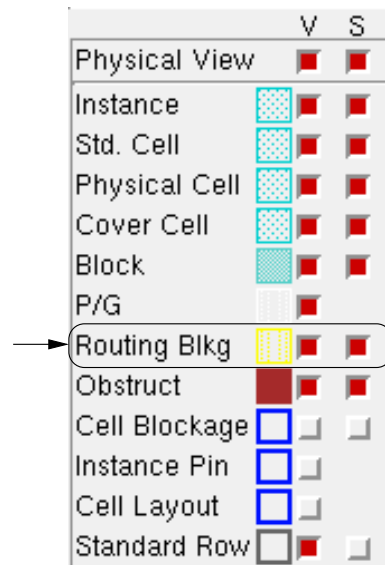 V S
Physical View
Instance
Std. Cell
Physical Cell
Cover Cell
Block
P/G
Routing Blkg
Obstruct
Cell Blockage
Instance Pin
Cell Layout
Standard Row